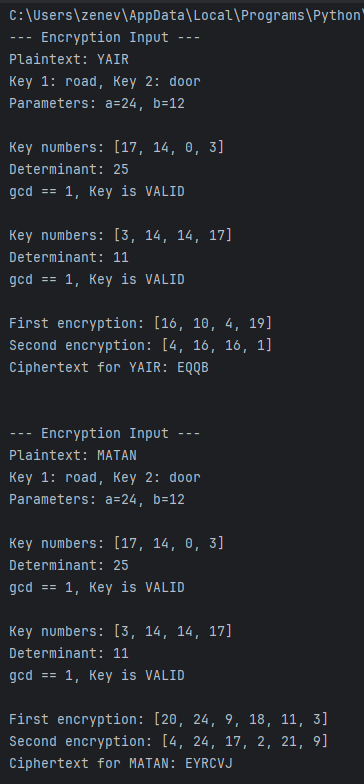 C:\Users\zenev\AppData\Local\Programs\Python\
--- Encryption Input ---
Plaintext: YAIR
Key 1: road, Key 2: door
Parameters: a=24, b=12
Key numbers: [17, 14, 0, 3]
Determinant: 25
gcd == 1, Key is VALID
Key numbers: [3, 14, 14, 17]
Determinant: 11
gcd == 1, Key is VALID
First encryption: [16, 10, 4, 19]
Second encryption: [4, 16, 16, 1]
Ciphertext for YAIR: EQQB
--- Encryption Input ---
Plaintext: MATAN
Key 1: road, Key 2: door
Parameters: a=24, b=12
Key numbers: [17, 14, 0, 3]
Determinant: 25
gcd == 1, Key is VALID
Key numbers: [3, 14, 14, 17]
Determinant: 11
gcd == 1, Key is VALID
First encryption: [20, 24, 9, 18, 11, 3]
Second encryption: [4, 24, 17, 2, 21, 9]
Ciphertext for MATAN: EYRCVJ